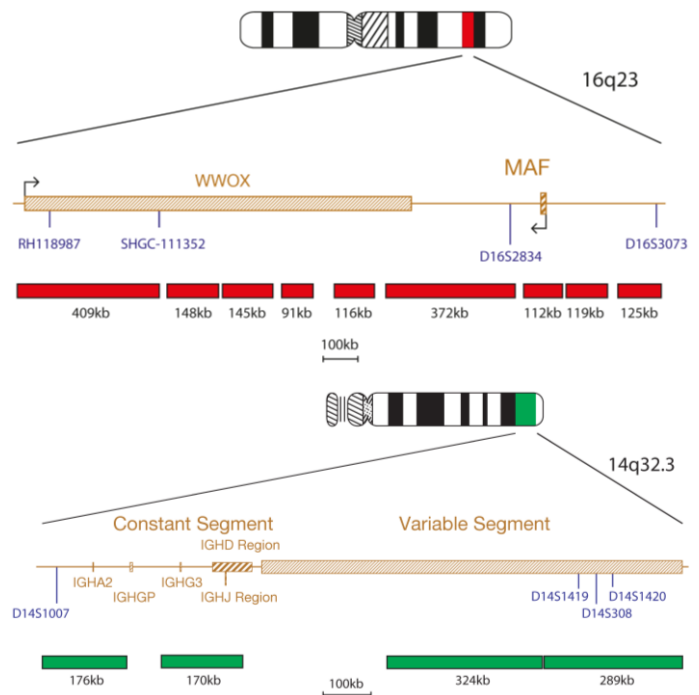 16q23
MAF
WWOX
RH118987 SHGC-111352 D16S2834 D16S3073
409kb 148kb 145kb 91kb 116kb 372kb 112kb 119kb 125kb
100kb
14q32.3
Constant Segment Variable Segment
IGHD Region
IGHA2 IGHG3
IGHGP IGHJ Region
D14S1007 D14S1419 D14S1420
D14S308
176kb 170kb 324kb 289kb
100kb